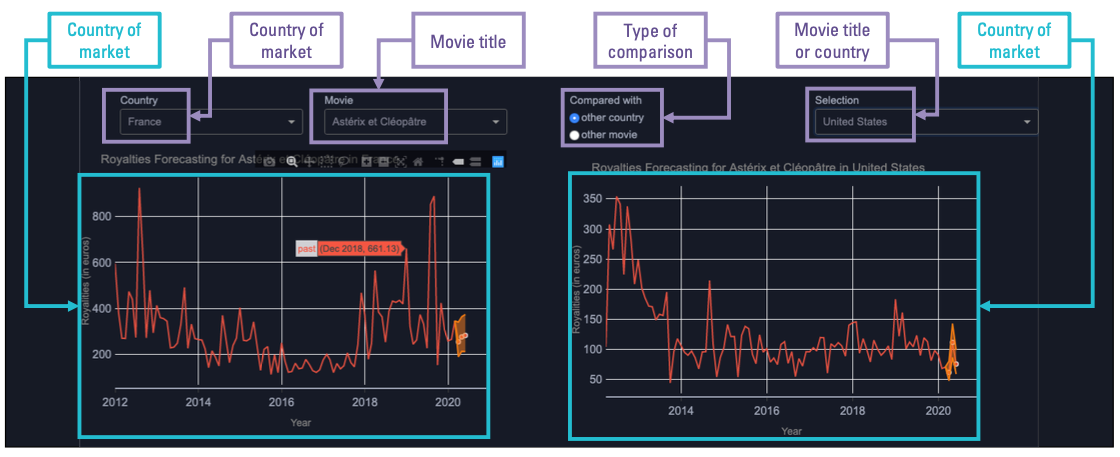 Country of
market
Country of
market
Movie title
Type of
comparison
Movie title
or country
Country of
market
Country
France
Movie
Astérix et Cléopâtre
Compared with
other country
other movie
Selection
United States
Royalties Forecasting for Astérix et Cléopâtre in France
Royalties Forecasting for Astérix et Cléopâtre in United States
800
600
400
200
Royalities (in euros)
past (Dec 2018, 661.13)
2012 2014 2016 2018 2020
Year
350
300
250
200
150
100
50
Royalities (in euros)
2014 2016 2018 2020
Year